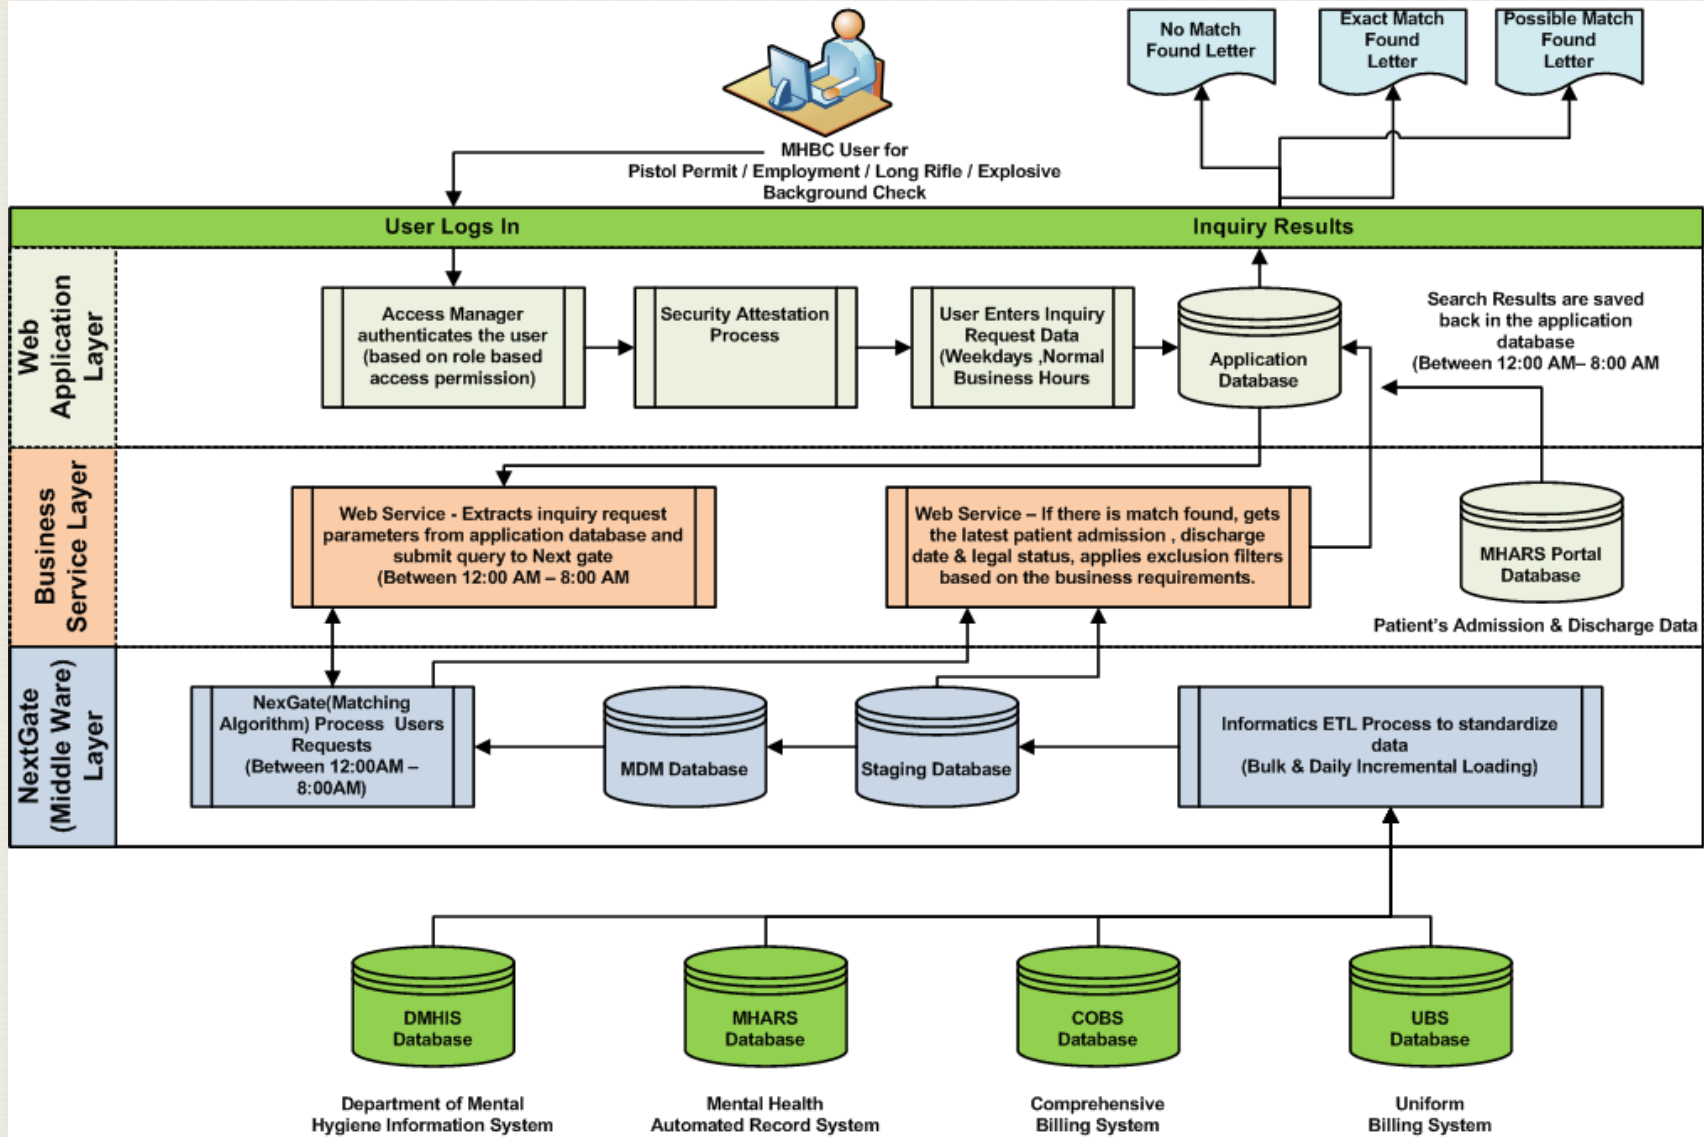 No Match
Found Letter
Exact Match
Found
Letter
Possible Match
Found
Letter
MHBC User for
Pistol Permit / Employment / Long Rifle / Explosive
Background Check
User Logs In
Inquiry Results
Web
Application
Layer
Access Manager
authenticates the user
(based on role based
access permission)
Security Attestation
Process
User Enters Inquiry
Request Data
(Weekdays ,Normal
Business Hours
Application
Database
Search Results are saved
back in the application
database
(Between 12:00 AM– 8:00 AM
Business
Service Layer
Web Service - Extracts inquiry request
parameters from application database and
submit query to Next gate
(Between 12:00 AM – 8:00 AM
Web Service – If there is match found, gets
the latest patient admission , discharge
date & legal status, applies exclusion filters
based on the business requirements.
MHARS Portal
Database
Patient's Admission & Discharge Data
NextGate
(Middle Ware)
Layer
NexGate(Matching
Algorithm) Process Users
Requests
(Between 12:00AM –
8:00AM)
MDM Database
Staging Database
Informatics ETL Process to standardize
data
(Bulk & Daily Incremental Loading)
DMHIS
Database
MHARS
Database
COBS
Database
UBS
Database
Department of Mental
Hygiene Information System
Mental Health
Automated Record System
Comprehensive
Billing System
Uniform
Billing System